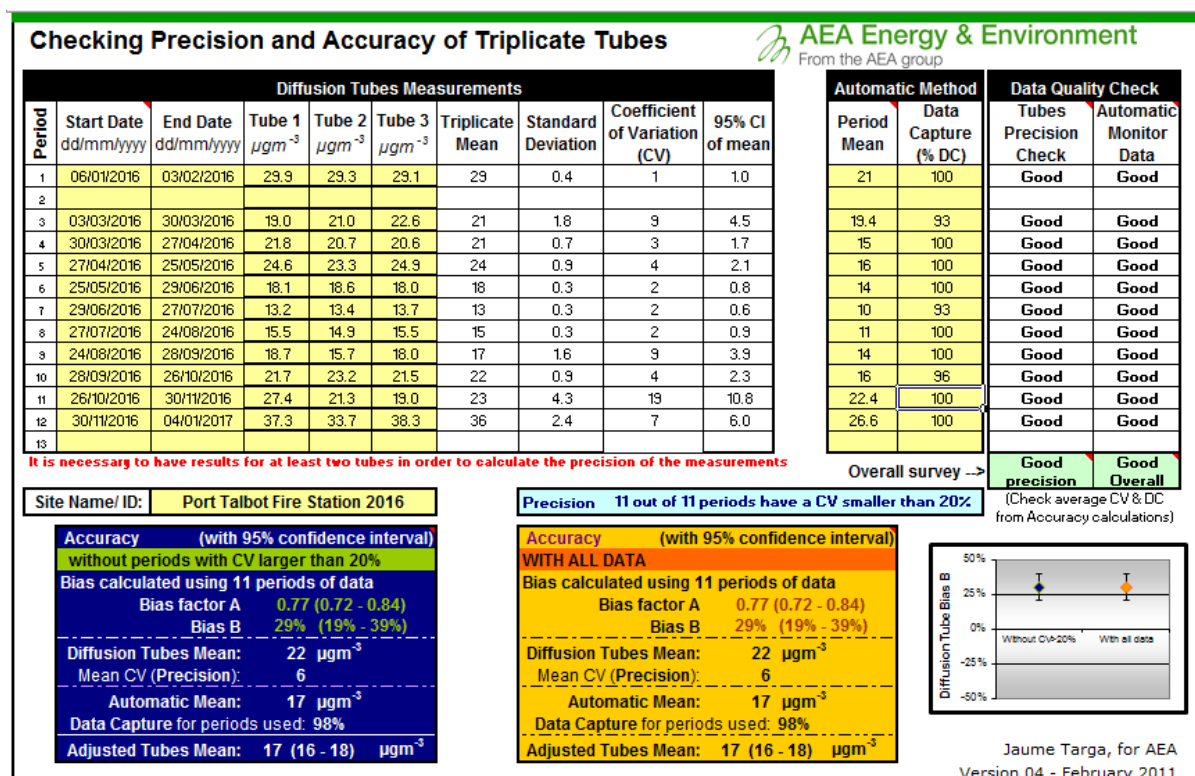 Checking Precision and Accuracy of Triplicate Tubes
AEA Energy & Environment
From the AEA group
Diffusion Tubes Measurements
Automatic Method
Data Quality Check
Period Start Date dd/mm/yyyy End Date dd/mm/yyyy Tube 1 µgm-3 Tube 2 µgm-3 Tube 3 µgm-3 Triplicate Mean Standard Deviation Coefficient of Variation (CV) 95% CI of mean Period Mean Data Capture (% DC) Tubes Precision Check Automatic Monitor Data
1 06/01/2016 03/02/2016 29.9 29.3 29.1 29 0.4 1 1.0 21 100 Good Good
2
3 03/03/2016 30/03/2016 19.0 21.0 22.6 21 1.8 9 4.5 19.4 93 Good Good
4 30/03/2016 27/04/2016 21.8 20.7 20.6 21 0.7 3 1.7 15 100 Good Good
5 27/04/2016 25/05/2016 24.6 23.3 24.9 24 0.9 4 2.1 16 100 Good Good
6 25/05/2016 29/06/2016 18.1 18.6 18.0 18 0.3 2 0.8 14 100 Good Good
7 29/06/2016 27/07/2016 13.2 13.4 13.7 13 0.3 2 0.6 10 93 Good Good
8 27/07/2016 24/08/2016 15.5 14.9 15.5 15 0.3 2 0.9 11 100 Good Good
9 24/08/2016 28/09/2016 18.7 15.7 18.0 17 1.6 9 3.9 14 100 Good Good
10 28/09/2016 26/10/2016 21.7 23.2 21.5 22 0.9 4 2.3 16 96 Good Good
11 26/10/2016 30/11/2016 27.4 21.3 19.0 23 4.3 19 10.8 22.4 100 Good Good
12 30/11/2016 04/01/2017 37.3 33.7 38.3 36 2.4 7 6.0 26.6 100 Good Good
13
It is necessary to have results for at least two tubes in order to calculate the precision of the measurements
Overall survey --> Good precision Good Overall
(Check average CV & DC
from Accuracy calculations)
Site Name/ ID: Port Talbot Fire Station 2016
Precision 11 out of 11 periods have a CV smaller than 20%
Accuracy (with 95% confidence interval)
without periods with CV larger than 20%
Bias calculated using 11 periods of data
Bias factor A 0.77 (0.72 - 0.84)
Bias B 29% (19% - 39%)
Diffusion Tubes Mean: 22 µgm-3
Mean CV (Precision): 6
Automatic Mean: 17 µgm-3
Data Capture for periods used: 98%
Adjusted Tubes Mean: 17 (16 - 18) µgm-3
Accuracy (with 95% confidence interval)
WITH ALL DATA
Bias calculated using 11 periods of data
Bias factor A 0.77 (0.72 - 0.84)
Bias B 29% (19% - 39%)
Diffusion Tubes Mean: 22 µgm-3
Mean CV (Precision): 6
Automatic Mean: 17 µgm-3
Data Capture for periods used: 98%
Adjusted Tubes Mean: 17 (16 - 18) µgm-3
Diffusion Tube Bias B
50%
25%
0%
-25%
-50%
Without CV>20% With all data
Jaume Targa, for AEA
Version 04 - February 2011